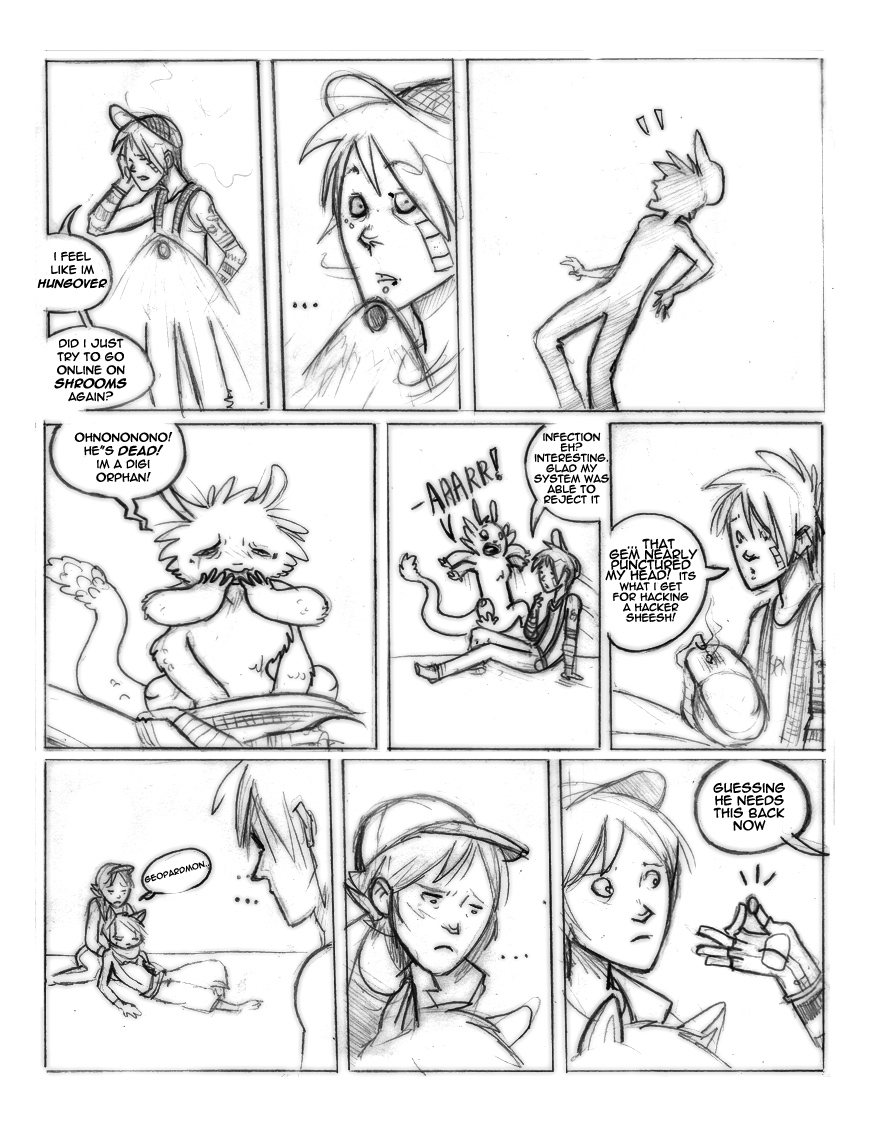 I FEEL
LIKE IM
HUNGOVER
DID I JUST
TRY TO GO
ONLINE ON
SHROOMS
AGAIN?
...
OHNONONONO!
HE"S DEAD!
IM A DIGI
ORPHAN!
-AAARR!
INFECTION
EH?
INTERESTING.
GLAD MY
SYSTEM WAS
ABLE TO
REJECT IT
... THAT
GEM NEARLY
PUNCTURED
MY HEAD! ITS
WHAT I GET
FOR HACKING
A HACKER
SHEESH!
GEOPARDMON..
...
....
GUESSING
HE NEEDS
THIS BACK
NOW